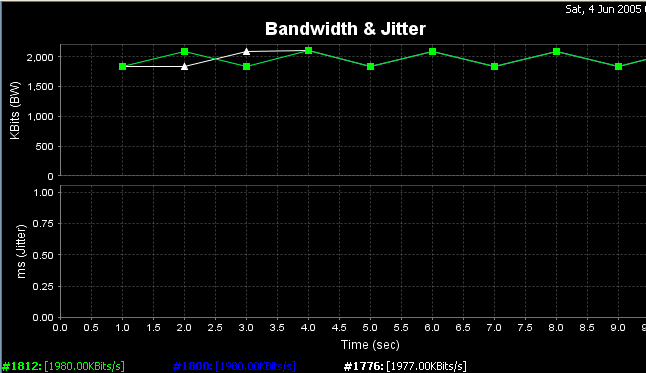 Sat, 4 Jun 2005
Bandwidth & Jitter
2,000
1,500
1,000
500
0
KBits (BW)
1.00
0.75
0.50
0.25
0.00
ms (Jitter)
0.0 0.5 1.0 1.5 2.0 2.5 3.0 3.5 4.0 4.5 5.0 5.5 6.0 6.5 7.0 7.5 8.0 8.5 9.0
Time (sec)
#1812: [1980.00KBits/s] #1800: [1980.00KBits/s] #1776: [1977.00KBits/s]